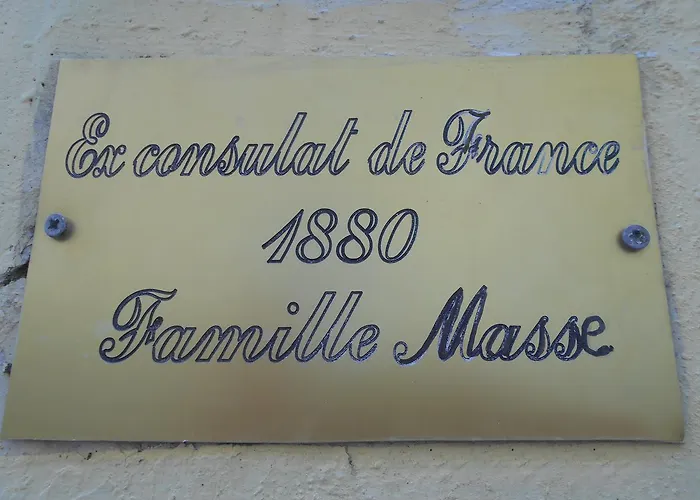 Ex consulat de France
1880
Famille Masse